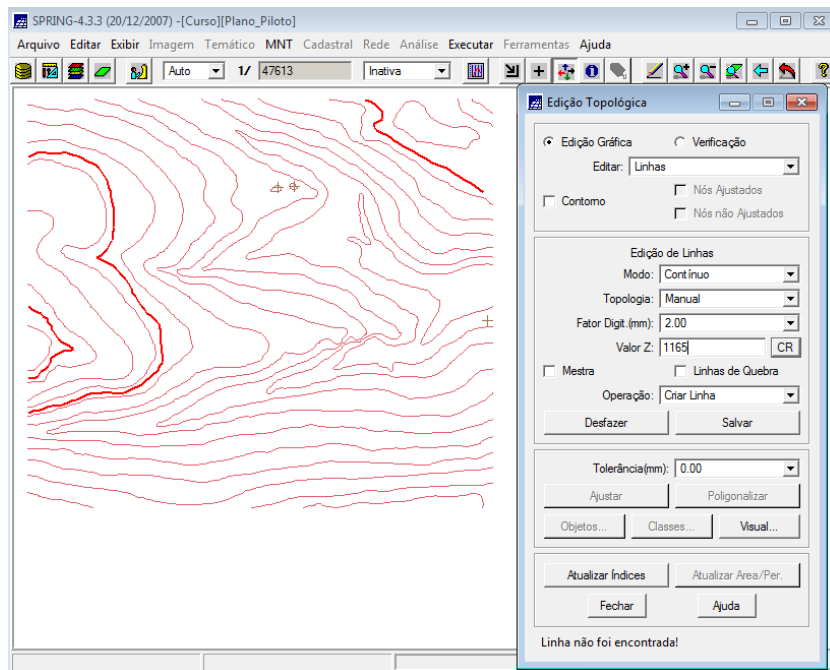 SPRING-4.3.3 (20/12/2007) -[Curso][Plano_Piloto]
Arquivo Editar Exibir Imagem Temático MNT Cadastral Rede Análise Executar Ferramentas Ajuda
Auto 1/ 47613 Inativa
Edição Topológica
Edição Gráfica Verificação
Editar: Linhas
Contorno
Nós Ajustados
Nós não Ajustados
Edição de Linhas
Modo: Contínuo
Topologia: Manual
Fator Digit.(mm): 2.00
Valor Z: 1165 CR
Mestra Linhas de Quebra
Operação: Criar Linha
Desfazer Salvar
Tolerância(mm): 0.00
Ajustar Poligonalizar
Objetos... Classes... Visual...
Atualizar Índices Atualizar Area/Per.
Fechar Ajuda
Linha não foi encontrada!